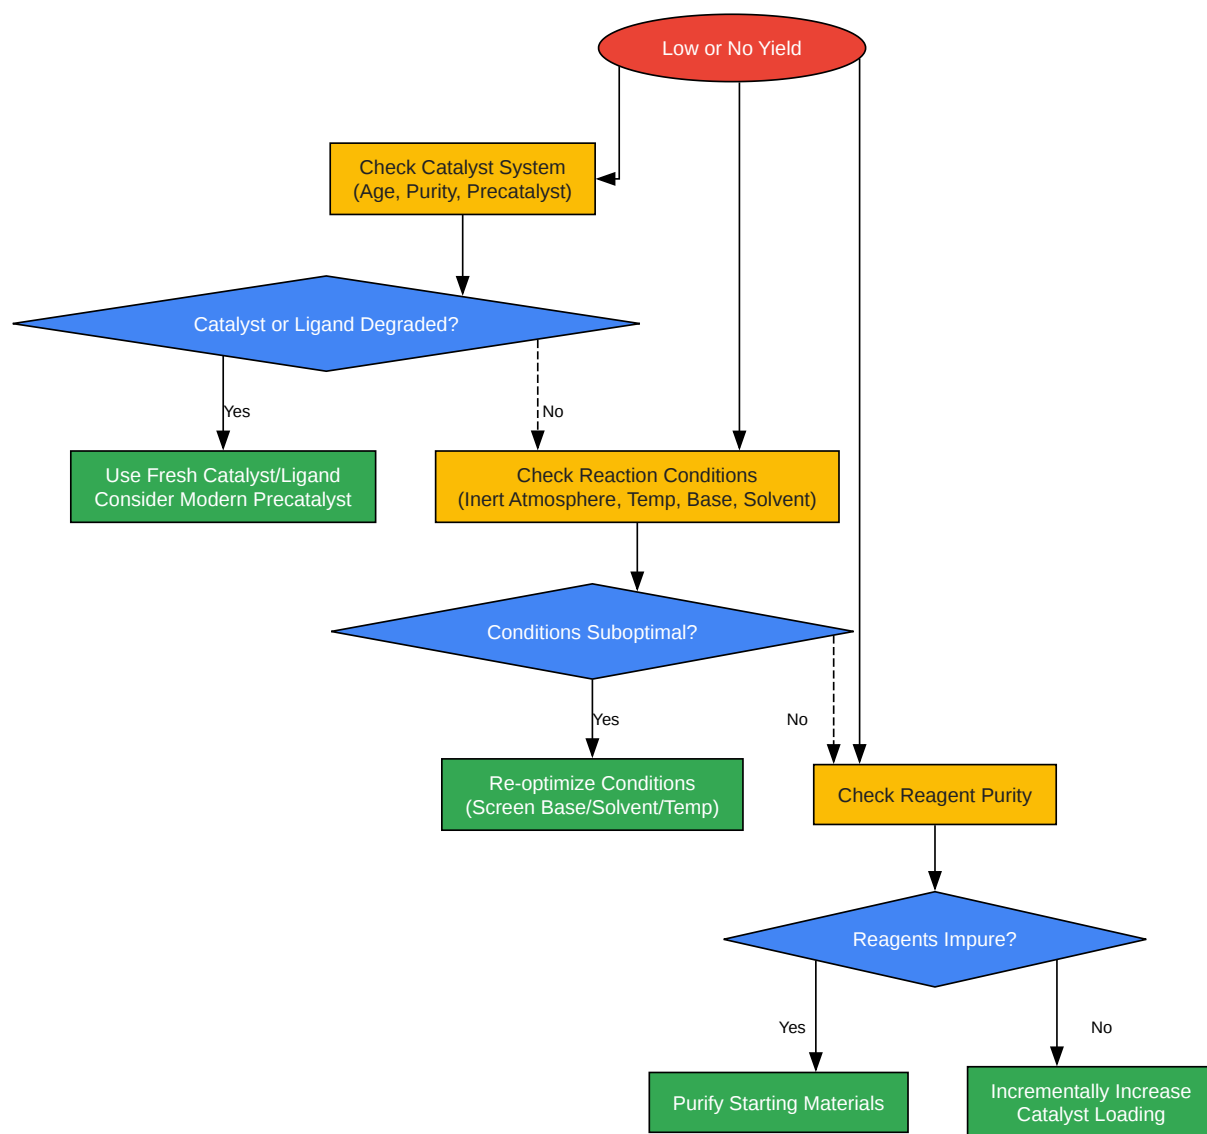 Low or No Yield
Check Catalyst System
(Age, Purity, Precatalyst)
Catalyst or Ligand Degraded?
Yes
No
Use Fresh Catalyst/Ligand
Consider Modern Precatalyst
Check Reaction Conditions
(Inert Atmosphere, Temp, Base, Solvent)
Conditions Suboptimal?
Yes
No
Re-optimize Conditions
(Screen Base/Solvent/Temp)
Check Reagent Purity
Reagents Impure?
Yes
No
Purify Starting Materials
Incrementally Increase
Catalyst Loading